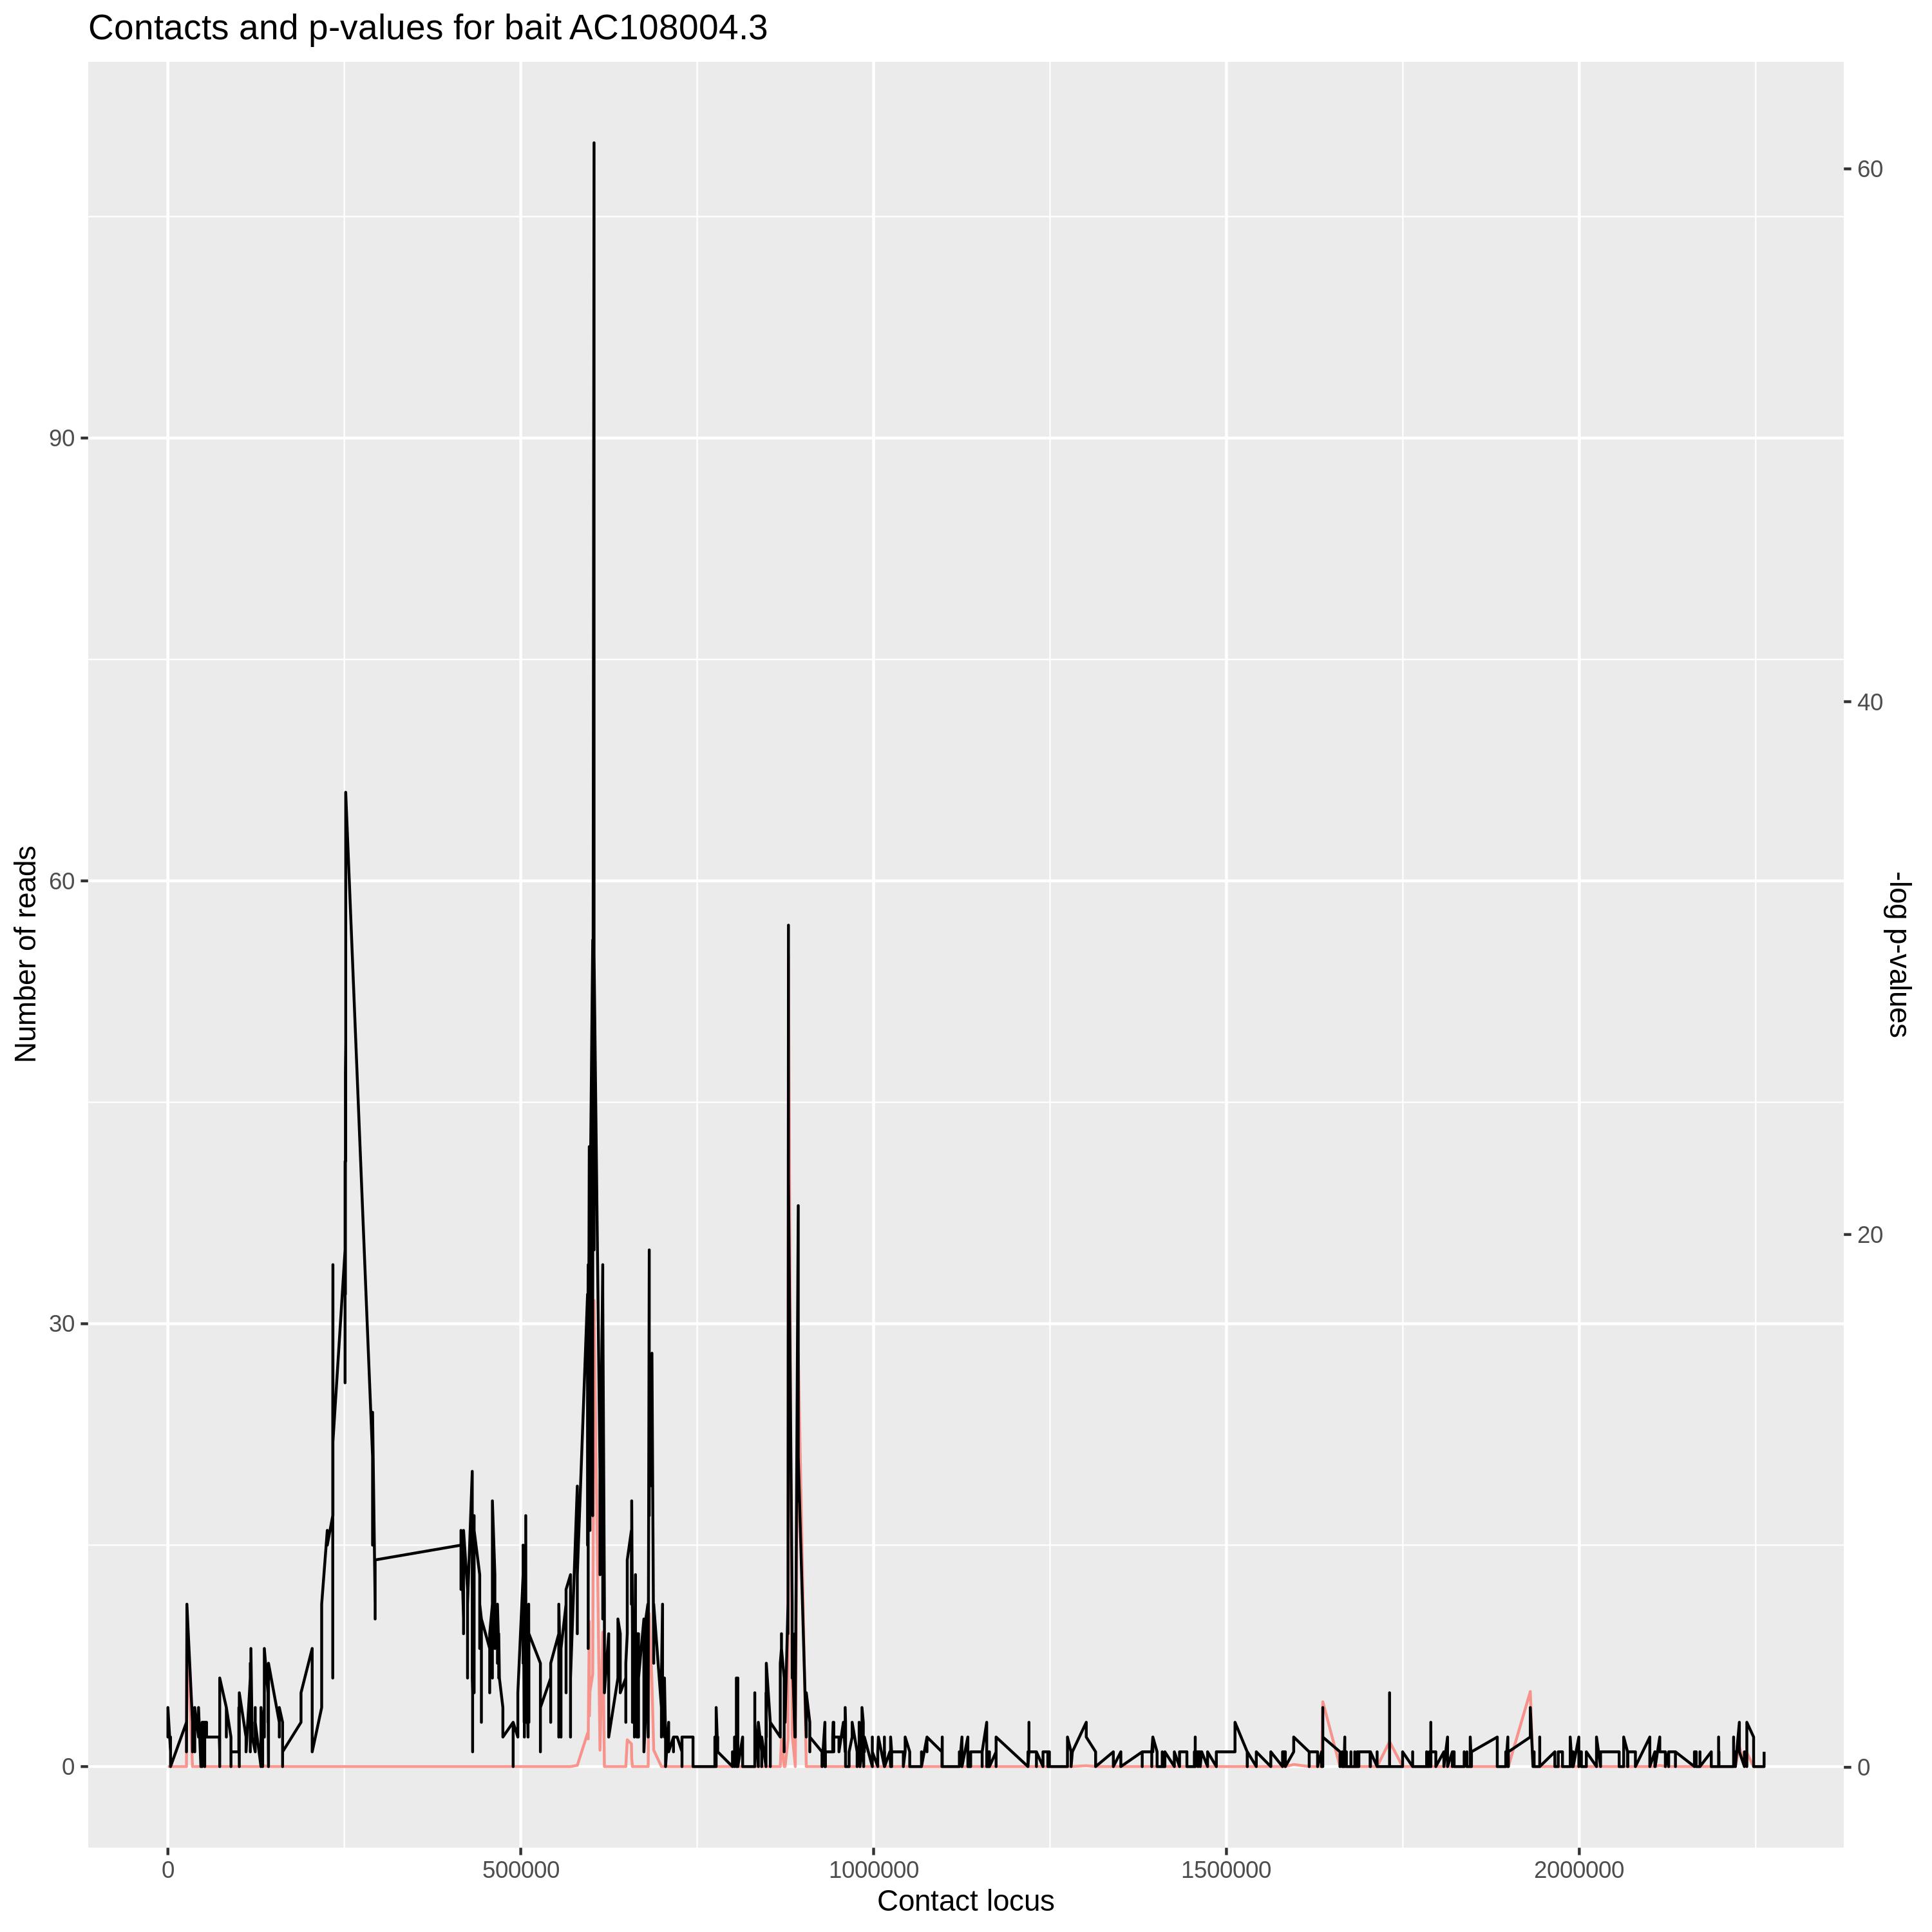 Contacts and p-values for bait AC108004.3
Number of reads
90
60
30
0
60
40
20
0
-log p-values
0 500000 1000000 1500000 2000000
Contact locus